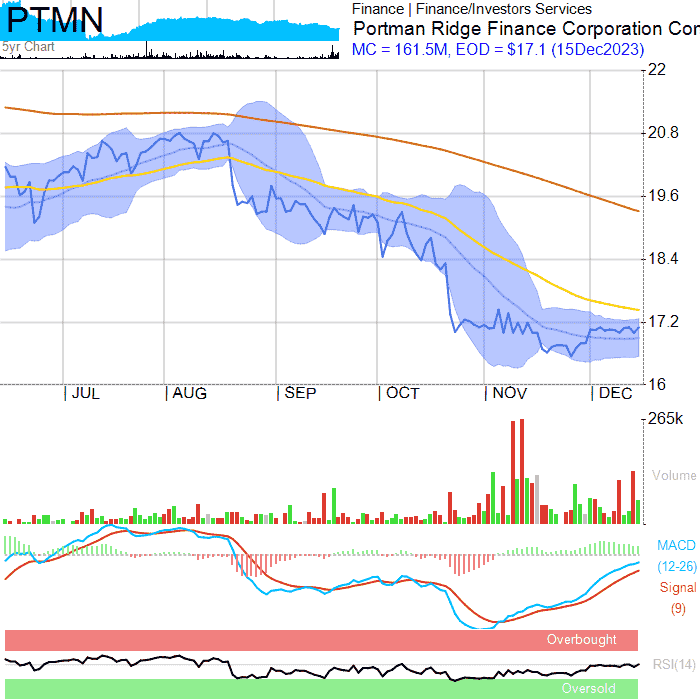 PTMN
5yr Chart
Finance | Finance/Investors Services
Portman Ridge Finance Corporation Con
MC = 161.5M, EOD = $17.1 (15Dec2023)
22
20.8
19.6
18.4
17.2
16
JUL
AUG
SEP
OCT
NOV
DEC
265k
Volume
MACD
(12-26)
Signal
(9)
Overbought
RSI(14)
Oversold